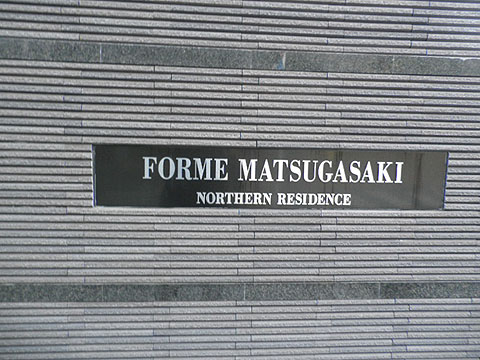 FORME MATSUGASAKI
NORTHERN RESIDENCE